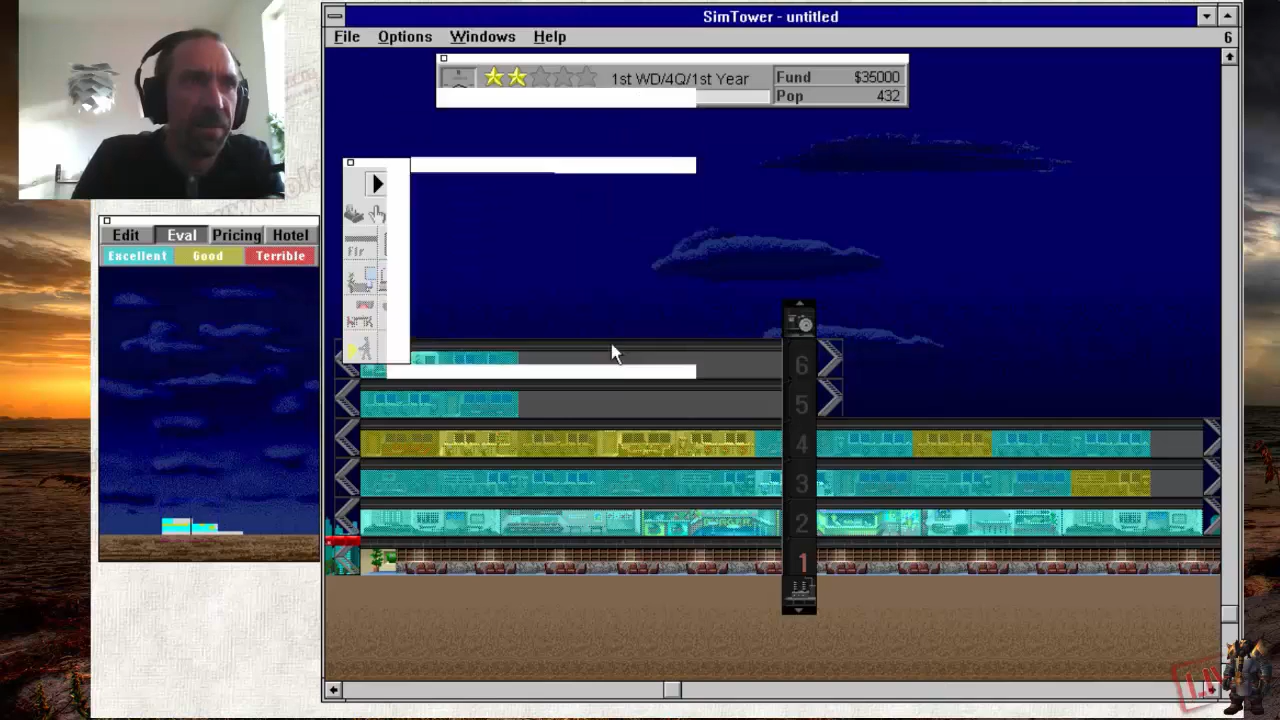 SimTower - untitled
File Options Windows Help 6
1st WD/4Q/1st Year
Fund $35000
Pop 432
Edit Eval Pricing Hotel
Excellent Good Terrible
Flr
6
5
4
3
2
1